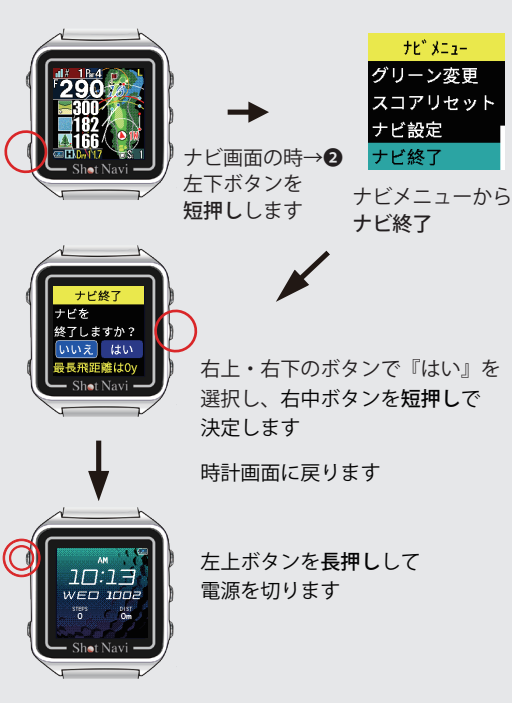 1 Par 4
L
F
290
300
182
166
Dr/117
S 1
Shot Navi
ナビ画面の時→❷
左下ボタンを
短押しします
ナビメニュー
グリーン変更
スコアリセット
ナビ設定
ナビ終了
ナビメニューから
ナビ終了
ナビ終了
ナビを
終了しますか？
いいえ はい
最長飛距離は0y
Shot Navi
右上・右下のボタンで『はい』を
選択し、右中ボタンを短押しで
決定します
時計画面に戻ります
AM
10:13
WED 1002
STEPS DIST
0 0m
Shot Navi
左上ボタンを長押しして
電源を切ります